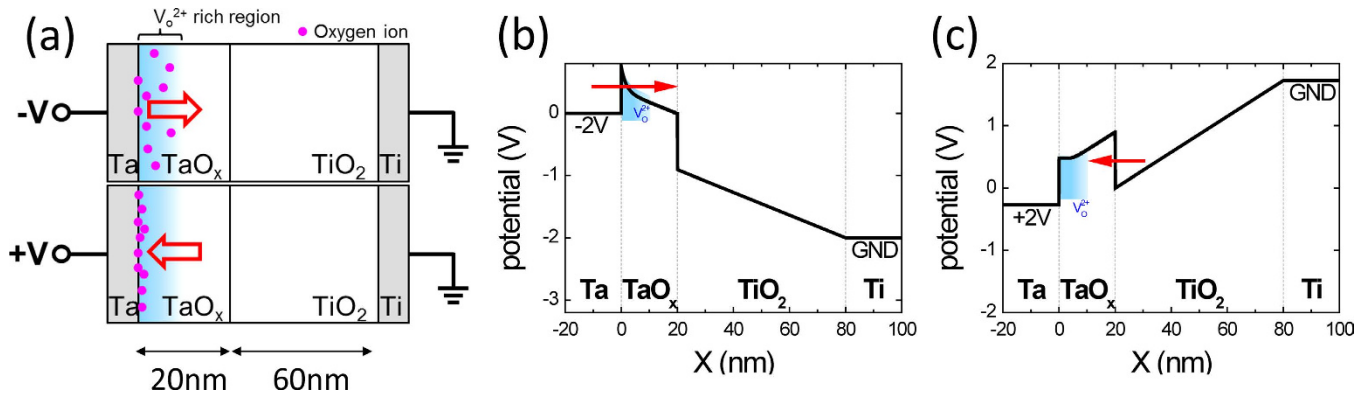 (a)
Vₒ²⁺ rich region
Oxygen ion
-V
Ta TaOₓ TiO₂ Ti
+V
Ta TaOₓ TiO₂ Ti
20nm 60nm
(b)
potential (V)
0
-1
-2
-3
-2V
Vₒ²⁺
GND
Ta TaOₓ TiO₂ Ti
-20 0 20 40 60 80 100
X (nm)
(c)
potential (V)
2
1
0
-1
-2
GND
+2V
Vₒ²⁺
Ta TaOₓ TiO₂ Ti
-20 0 20 40 60 80 100
X (nm)